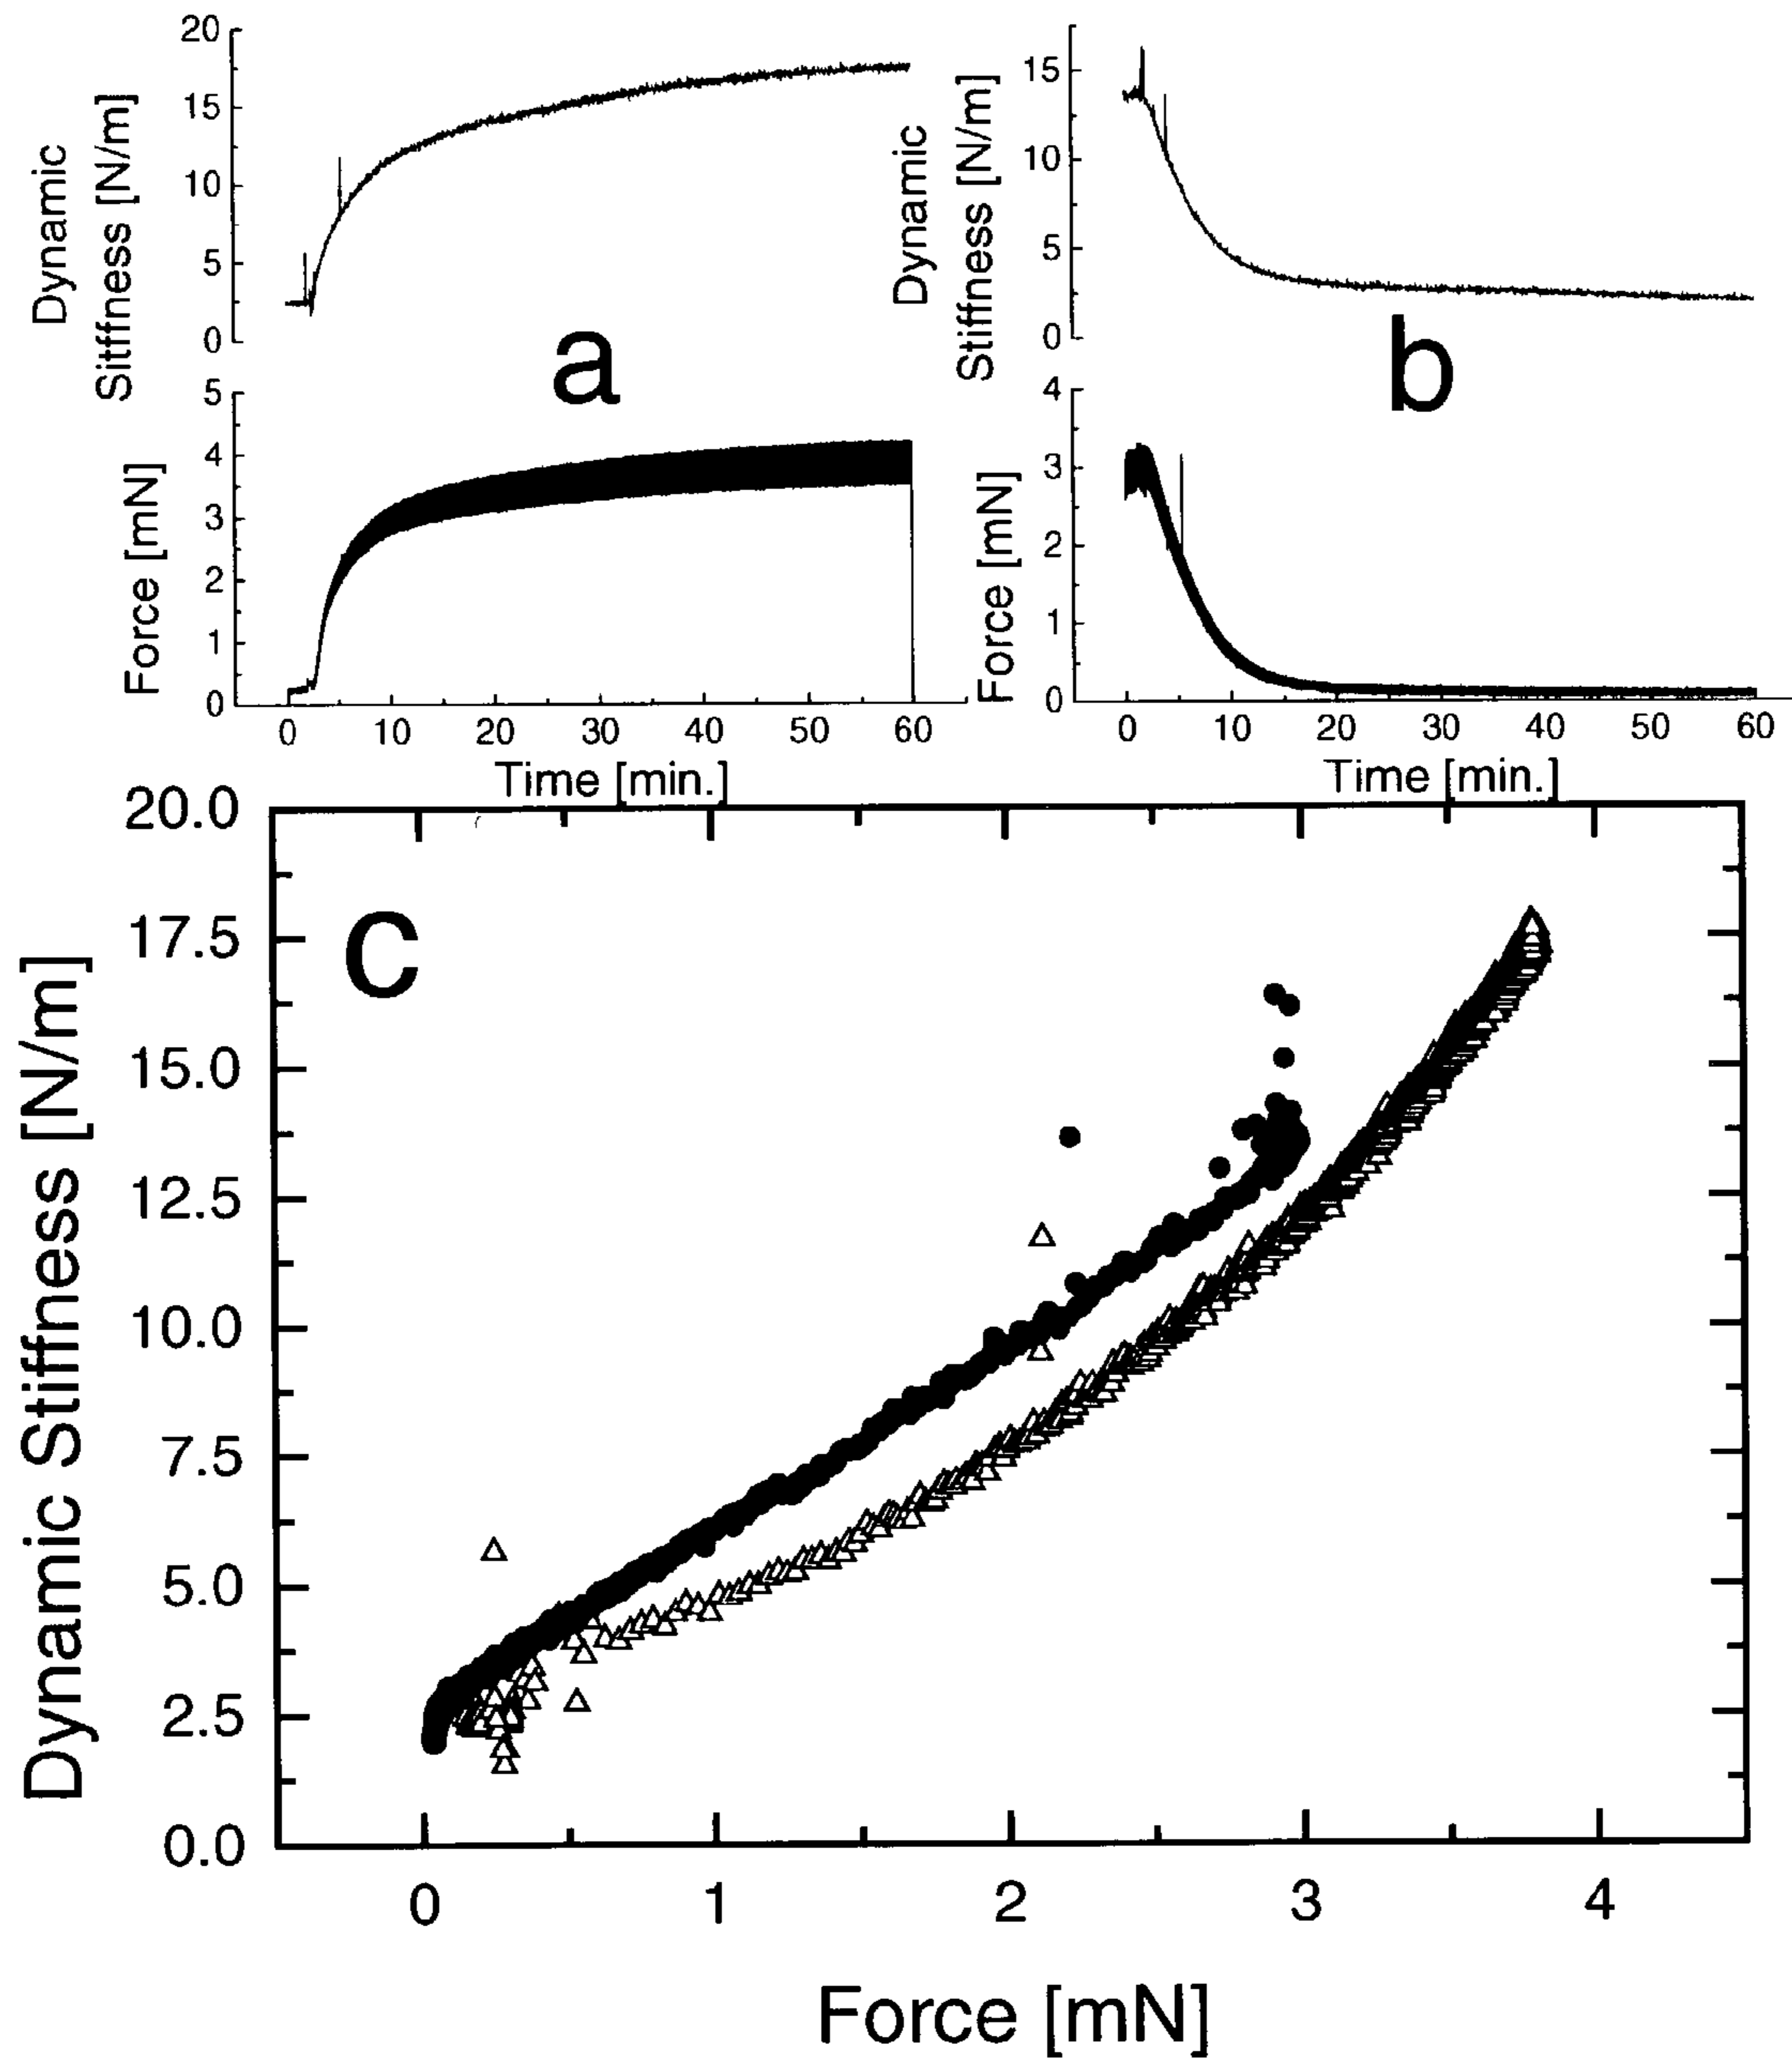 20
15
10
5
0
Dynamic
Sitffness [N/m]
a
5
4
3
2
1
0
Force [mN]
0 10 20 30 40 50 60
Time [min.]
15
10
5
0
Dynamic
Stiffness [N/m]
b
4
3
2
1
0
Force [mN]
0 10 20 30 40 50 60
Time [min.]
20.0
17.5
15.0
12.5
10.0
7.5
5.0
2.5
0.0
Dynamic Stiffness [N/m]
c
0 1 2 3 4
Force [mN]